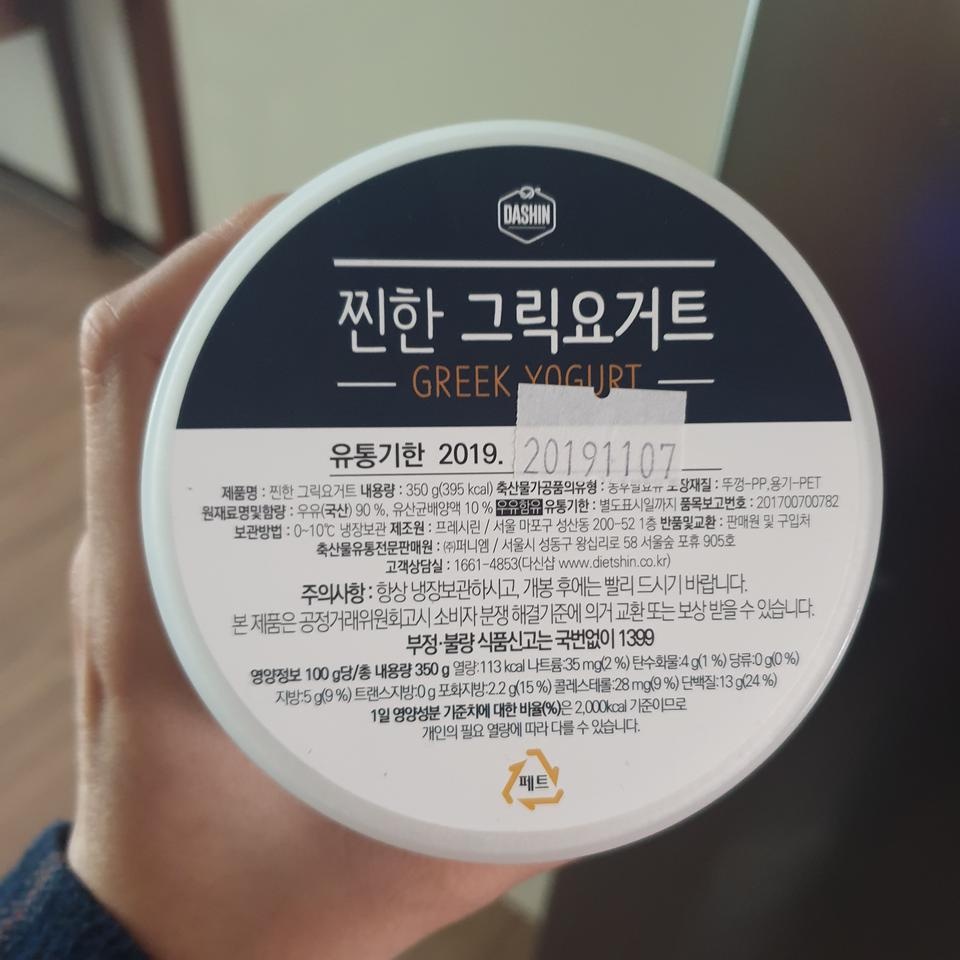 DASHIN
찐한 그릭요거트
GREEK YOGURT
유통기한 2019. 20191107
제품명 : 찐한 그릭요거트 내용량 : 350 g(395 kcal) 축산물가공품의유형 : 농후발효유 포장재질 : 뚜껑-PP,용기-PET
원재료명및함량 : 우유(국산) 90 %, 유산균배양액 10 % 우유함유 유통기한 : 별도표시일까지 품목보고번호 : 201700700782
보관방법 : 0~10℃ 냉장보관 제조원 : 프레시린 / 서울 마포구 성산동 200-52 1층 반품및교환 : 판매원 및 구입처
축산물유통전문판매원 : ㈜퍼니엠 / 서울시 성동구 왕십리로 58 서울숲 포휴 905호
고객상담실 : 1661-4853(다신샵 www.dietshin.co.kr)
주의사항 : 항상 냉장보관하시고, 개봉 후에는 빨리 드시기 바랍니다.
본 제품은 공정거래위원회고시 소비자 분쟁 해결기준에 의거 교환 또는 보상 받을 수 있습니다.
부정·불량 식품신고는 국번없이 1399
영양정보 100 g당/총 내용량 350 g 열량:113 kcal 나트륨:35 mg(2 %) 탄수화물:4 g(1 %) 당류:0 g(0 %)
지방:5 g(9 %) 트랜스지방:0 g 포화지방:2.2 g(15 %) 콜레스테롤:28 mg(9 %) 단백질:13 g(24 %)
1일 영양성분 기준치에 대한 비율(%)은 2,000kcal 기준이므로
개인의 필요 열량에 따라 다를 수 있습니다.
페트